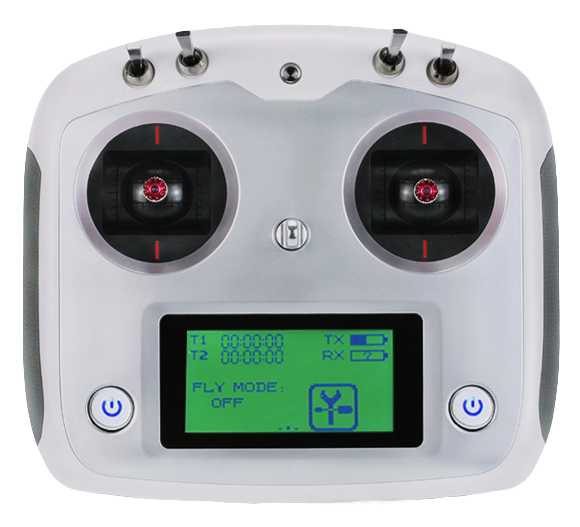 T1 00:00:00 TX
T2 00:00:00 RX ?
FLY MODE:
OFF